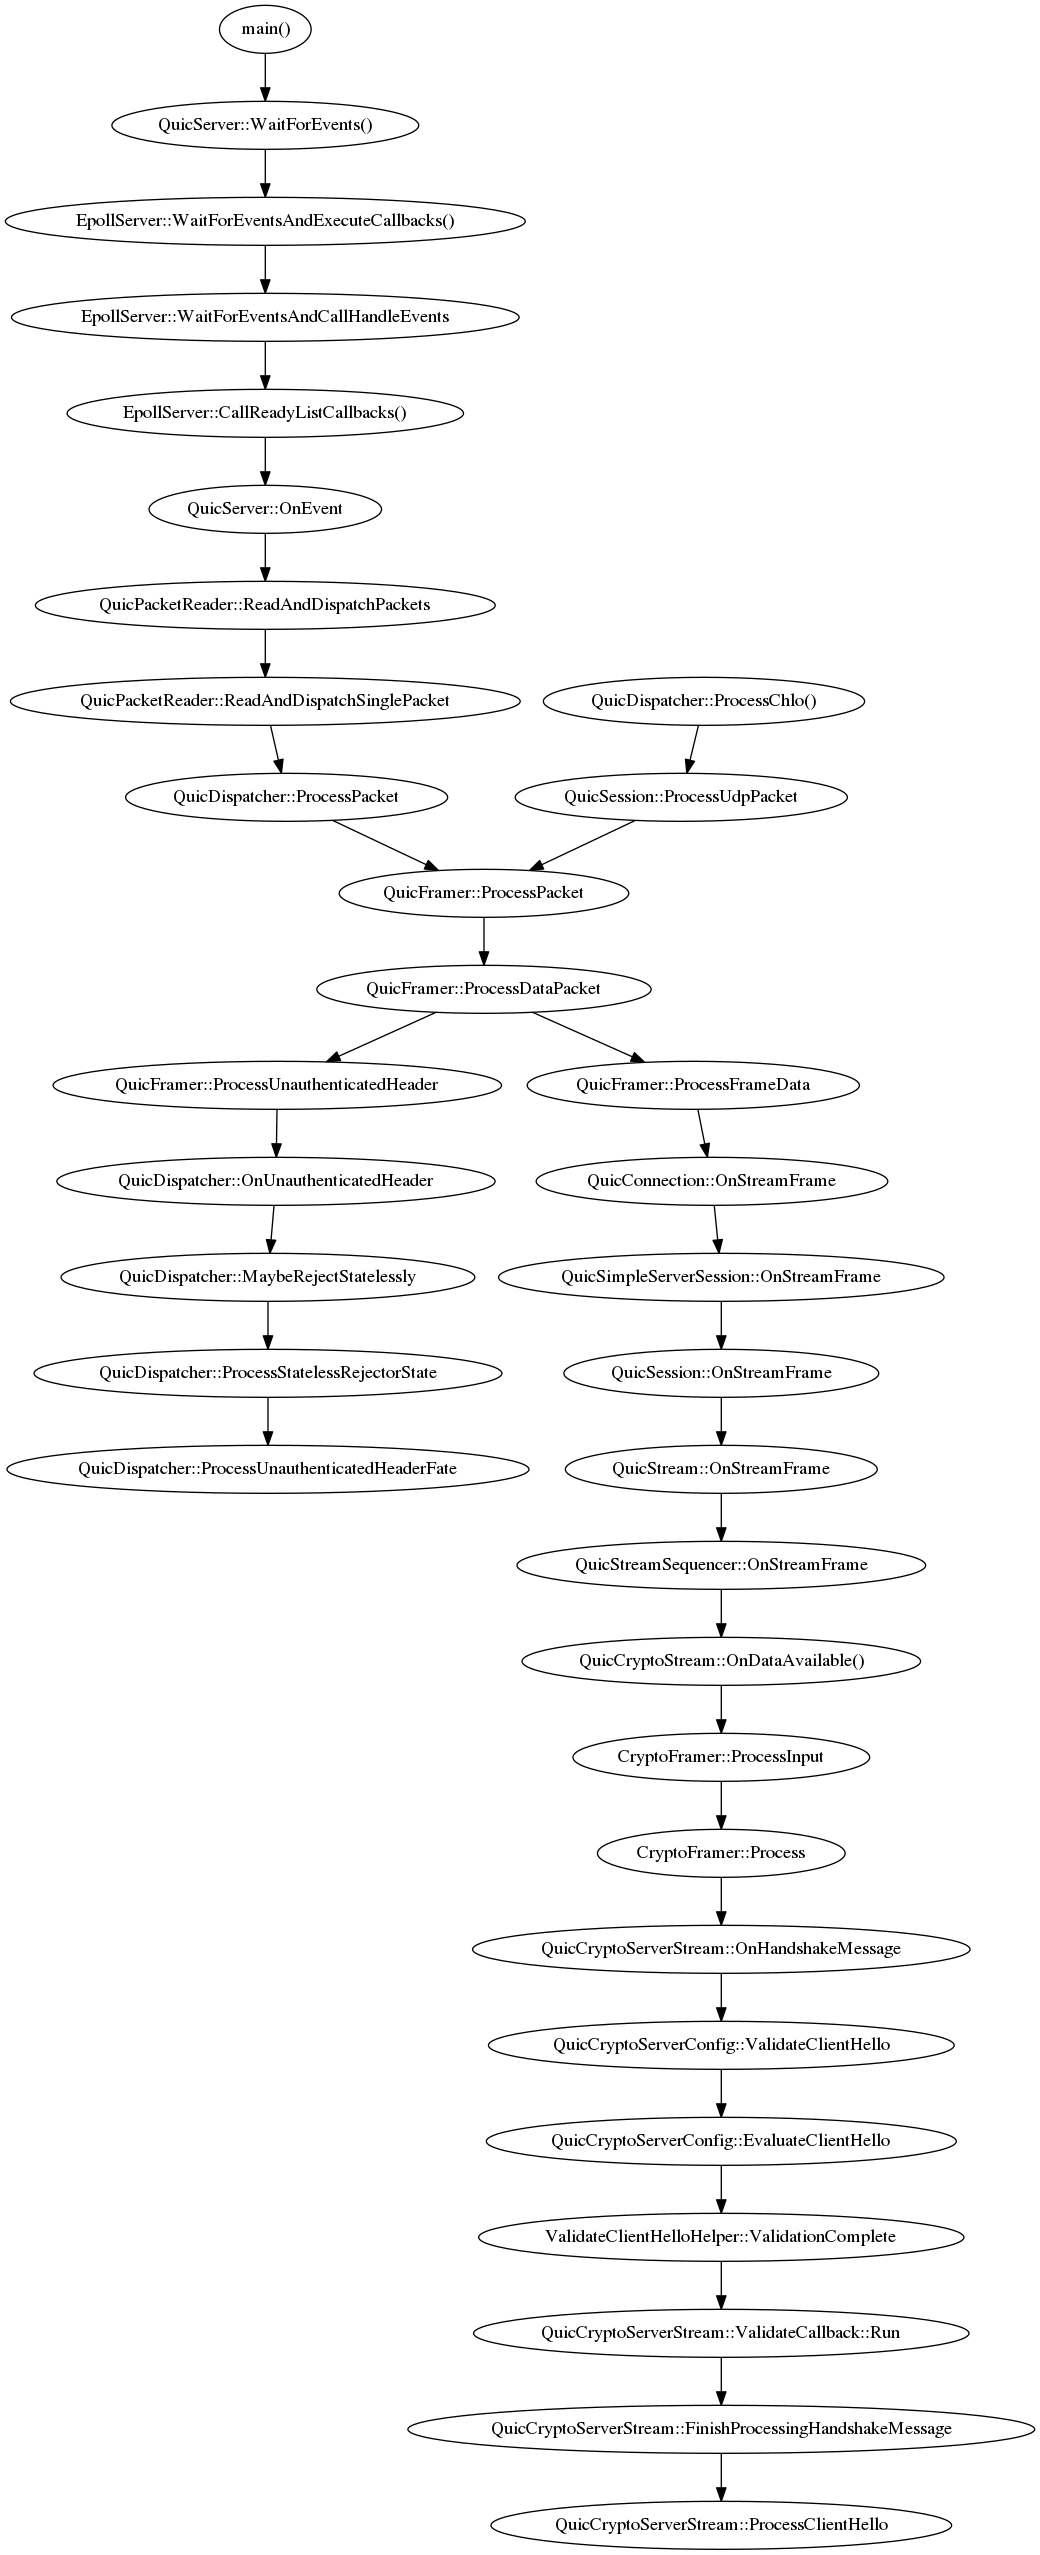 main()
QuicServer::WaitForEvents()
EpollServer::WaitForEventsAndExecuteCallbacks()
EpollServer::WaitForEventsAndCallHandleEvents
EpollServer::CallReadyListCallbacks()
QuicServer::OnEvent
QuicPacketReader::ReadAndDispatchPackets
QuicPacketReader::ReadAndDispatchSinglePacket
QuicDispatcher::ProcessChlo()
QuicDispatcher::ProcessPacket
QuicSession::ProcessUdpPacket
QuicFramer::ProcessPacket
QuicFramer::ProcessDataPacket
QuicFramer::ProcessUnauthenticatedHeader
QuicFramer::ProcessFrameData
QuicDispatcher::OnUnauthenticatedHeader
QuicConnection::OnStreamFrame
QuicDispatcher::MaybeRejectStatelessly
QuicSimpleServerSession::OnStreamFrame
QuicDispatcher::ProcessStatelessRejectorState
QuicSession::OnStreamFrame
QuicDispatcher::ProcessUnauthenticatedHeaderFate
QuicStream::OnStreamFrame
QuicStreamSequencer::OnStreamFrame
QuicCryptoStream::OnDataAvailable()
CryptoFramer::ProcessInput
CryptoFramer::Process
QuicCryptoServerStream::OnHandshakeMessage
QuicCryptoServerConfig::ValidateClientHello
QuicCryptoServerConfig::EvaluateClientHello
ValidateClientHelloHelper::ValidationComplete
QuicCryptoServerStream::ValidateCallback::Run
QuicCryptoServerStream::FinishProcessingHandshakeMessage
QuicCryptoServerStream::ProcessClientHello